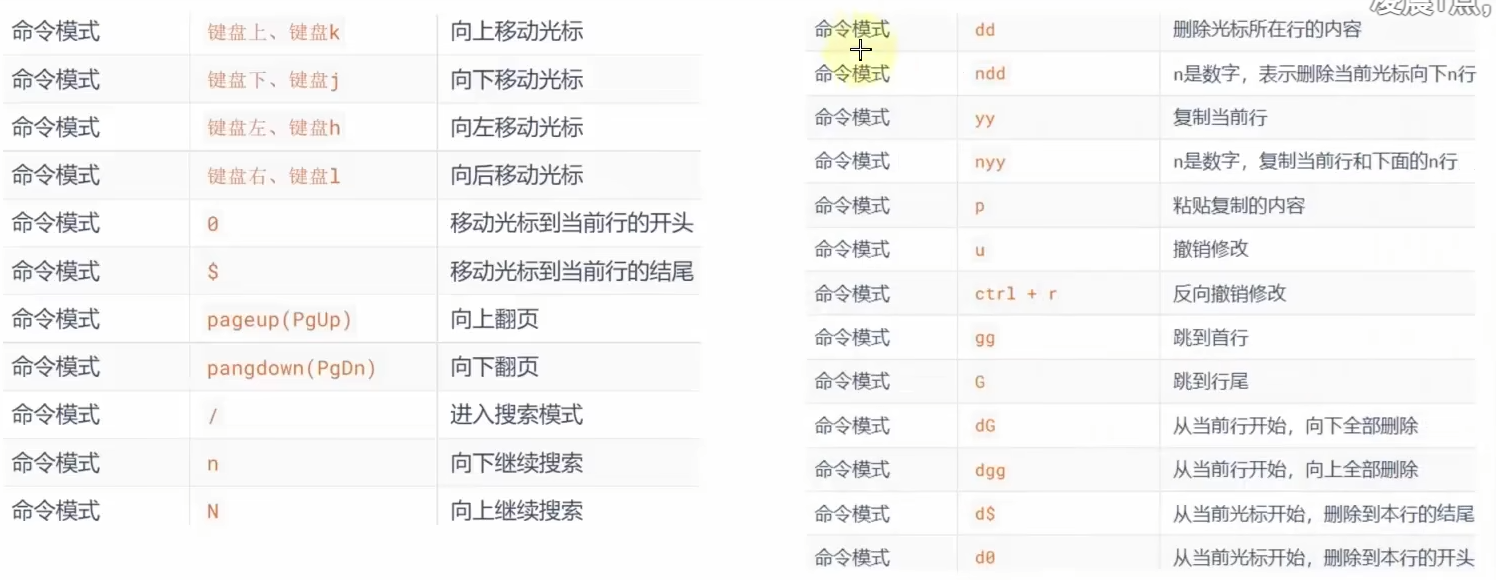 命令模式 键盘上、键盘k 向上移动光标
命令模式 键盘下、键盘j 向下移动光标
命令模式 键盘左、键盘h 向左移动光标
命令模式 键盘右、键盘l 向后移动光标
命令模式 0 移动光标到当前行的开头
命令模式 $ 移动光标到当前行的结尾
命令模式 pageup(PgUp) 向上翻页
命令模式 pangdown(PgDn) 向下翻页
命令模式 / 进入搜索模式
命令模式 n 向下继续搜索
命令模式 N 向上继续搜索
凌晨1点,
命令模式 dd 删除光标所在行的内容
命令模式 ndd n是数字，表示删除当前光标向下n行
命令模式 yy 复制当前行
命令模式 nyy n是数字，复制当前行和下面的n行
命令模式 p 粘贴复制的内容
命令模式 u 撤销修改
命令模式 ctrl + r 反向撤销修改
命令模式 gg 跳到首行
命令模式 G 跳到行尾
命令模式 dG 从当前行开始，向下全部删除
命令模式 dgg 从当前行开始，向上全部删除
命令模式 d$ 从当前光标开始，删除到本行的结尾
命令模式 d0 从当前光标开始，删除到本行的开头